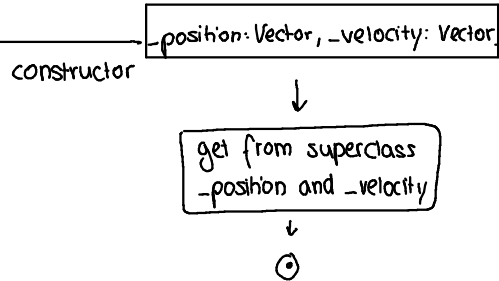 _position: Vector, _velocity: Vector
constructor
get from superclass
_position and _velocity